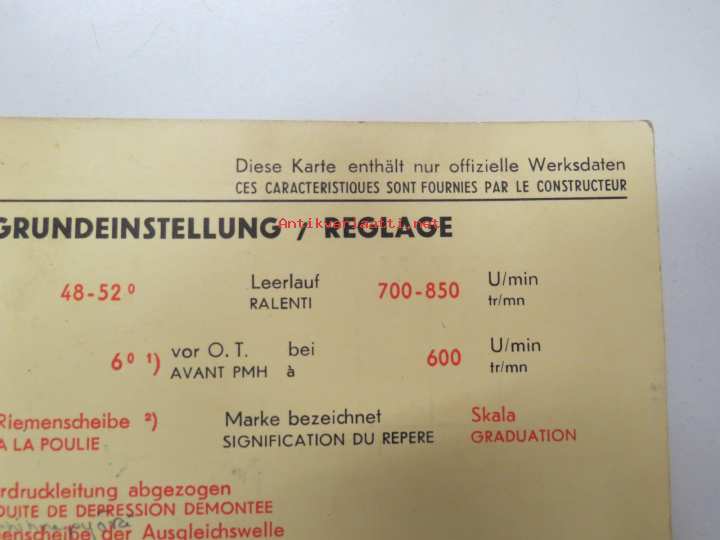 Diese Karte enthält nur offizielle Werksdaten
CES CARACTERISTIQUES SONT FOURNIES PAR LE CONSTRUCTEUR
GRUNDEINSTELLUNG / REGLAGE
Antikvariaatti.net
48-52° Leerlauf 700-850 U/min
RALENTI tr/mn
6° ¹) vor O. T. bei 600 U/min
AVANT PMH à tr/mn
Riemenscheibe ²) Marke bezeichnet Skala
A LA POULIE SIGNIFICATION DU REPERE GRADUATION
rdruckleitung abgezogen
DUITE DE DEPRESSION DEMONTEE
enscheibe der Ausgleichswelle